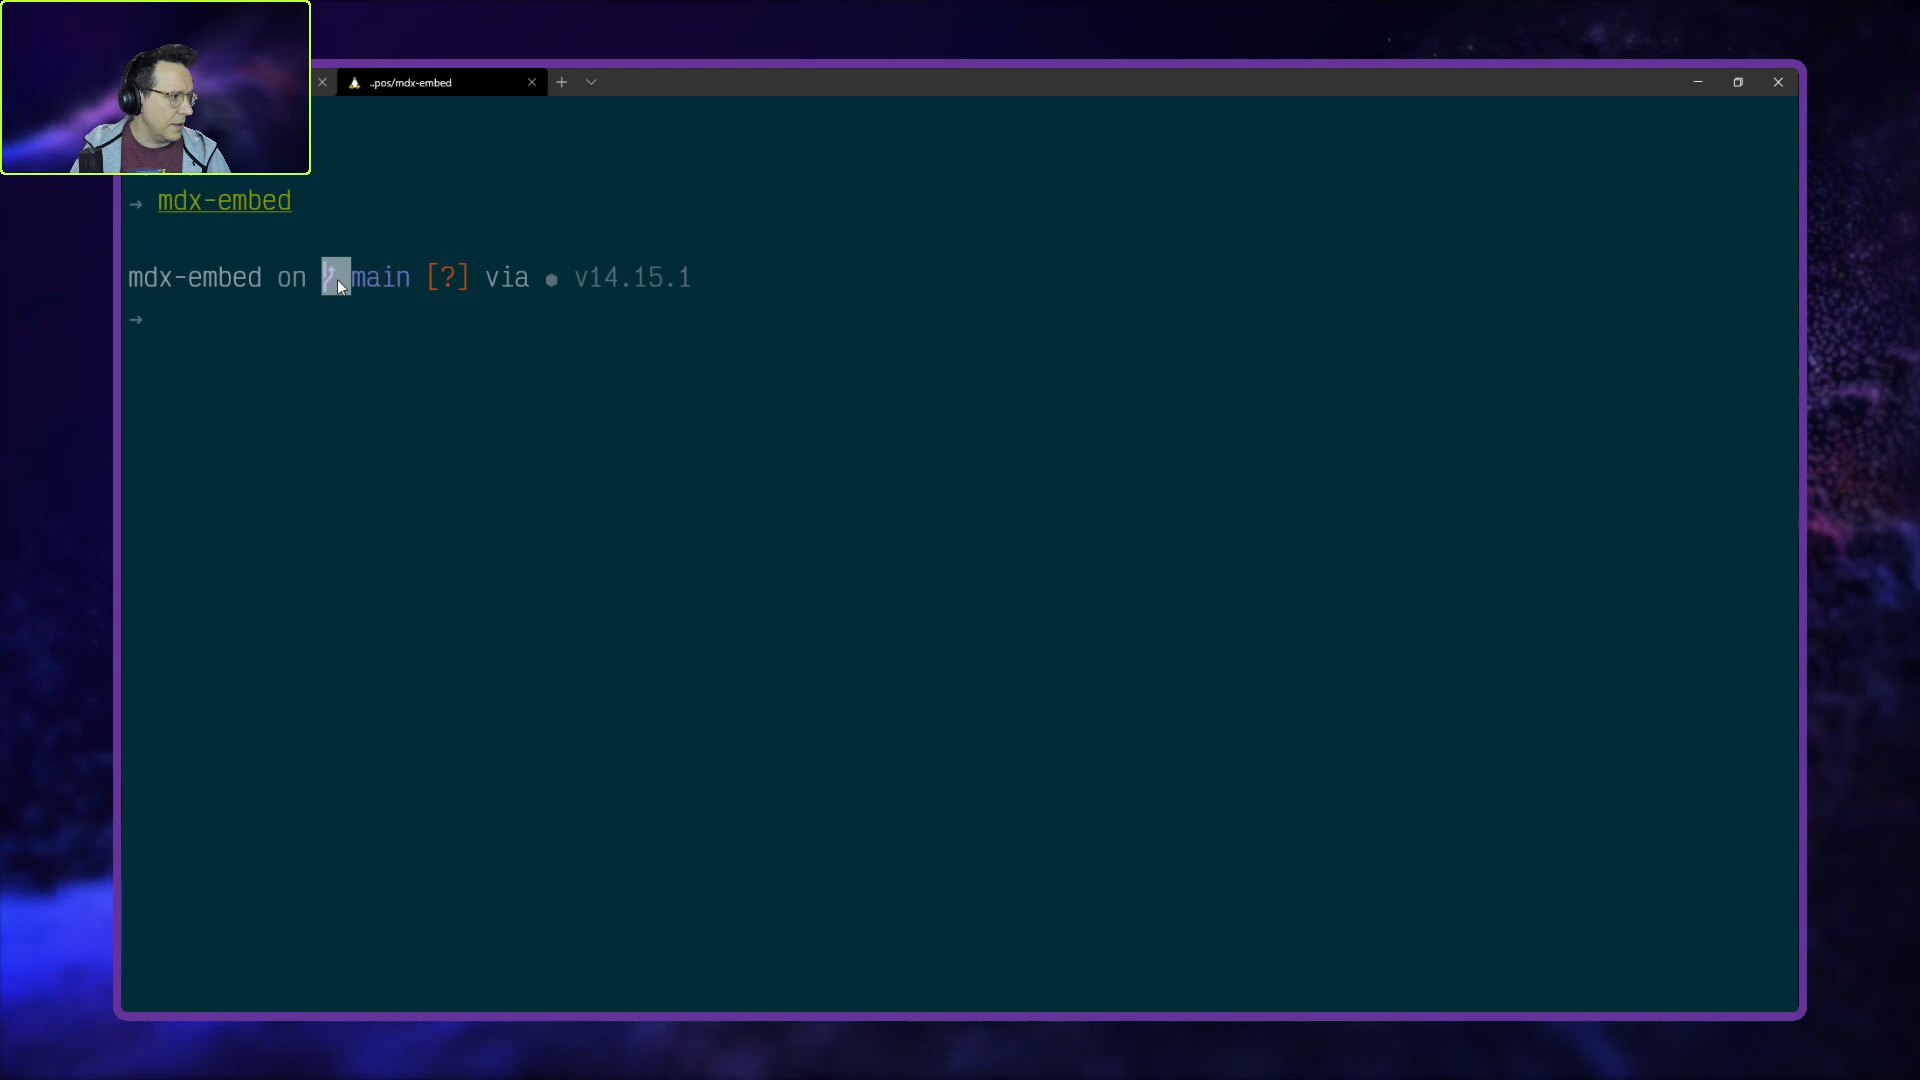 ..pos/mdx-embed
→ mdx-embed
mdx-embed on main [?] via ⬢ v14.15.1
→